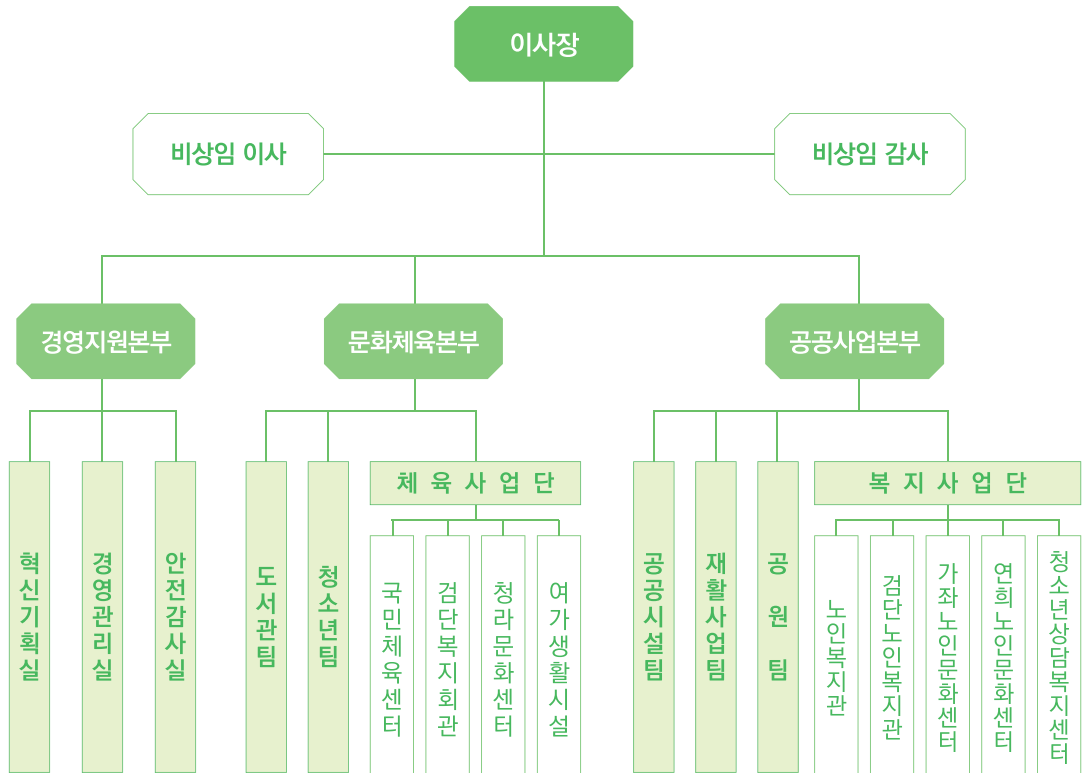 이사장
비상임 이사
비상임 감사
경영지원본부
문화체육본부
공공사업본부
혁신기획실
경영관리실
안전감사실
도서관팀
청소년팀
체육사업단
국민체육센터
검단복지회관
청라문화센터
여가생활시설
공공시설팀
재활사업팀
공원팀
복지사업단
노인복지관
검단노인복지관
가좌노인문화센터
연희노인문화센터
청소년상담복지센터